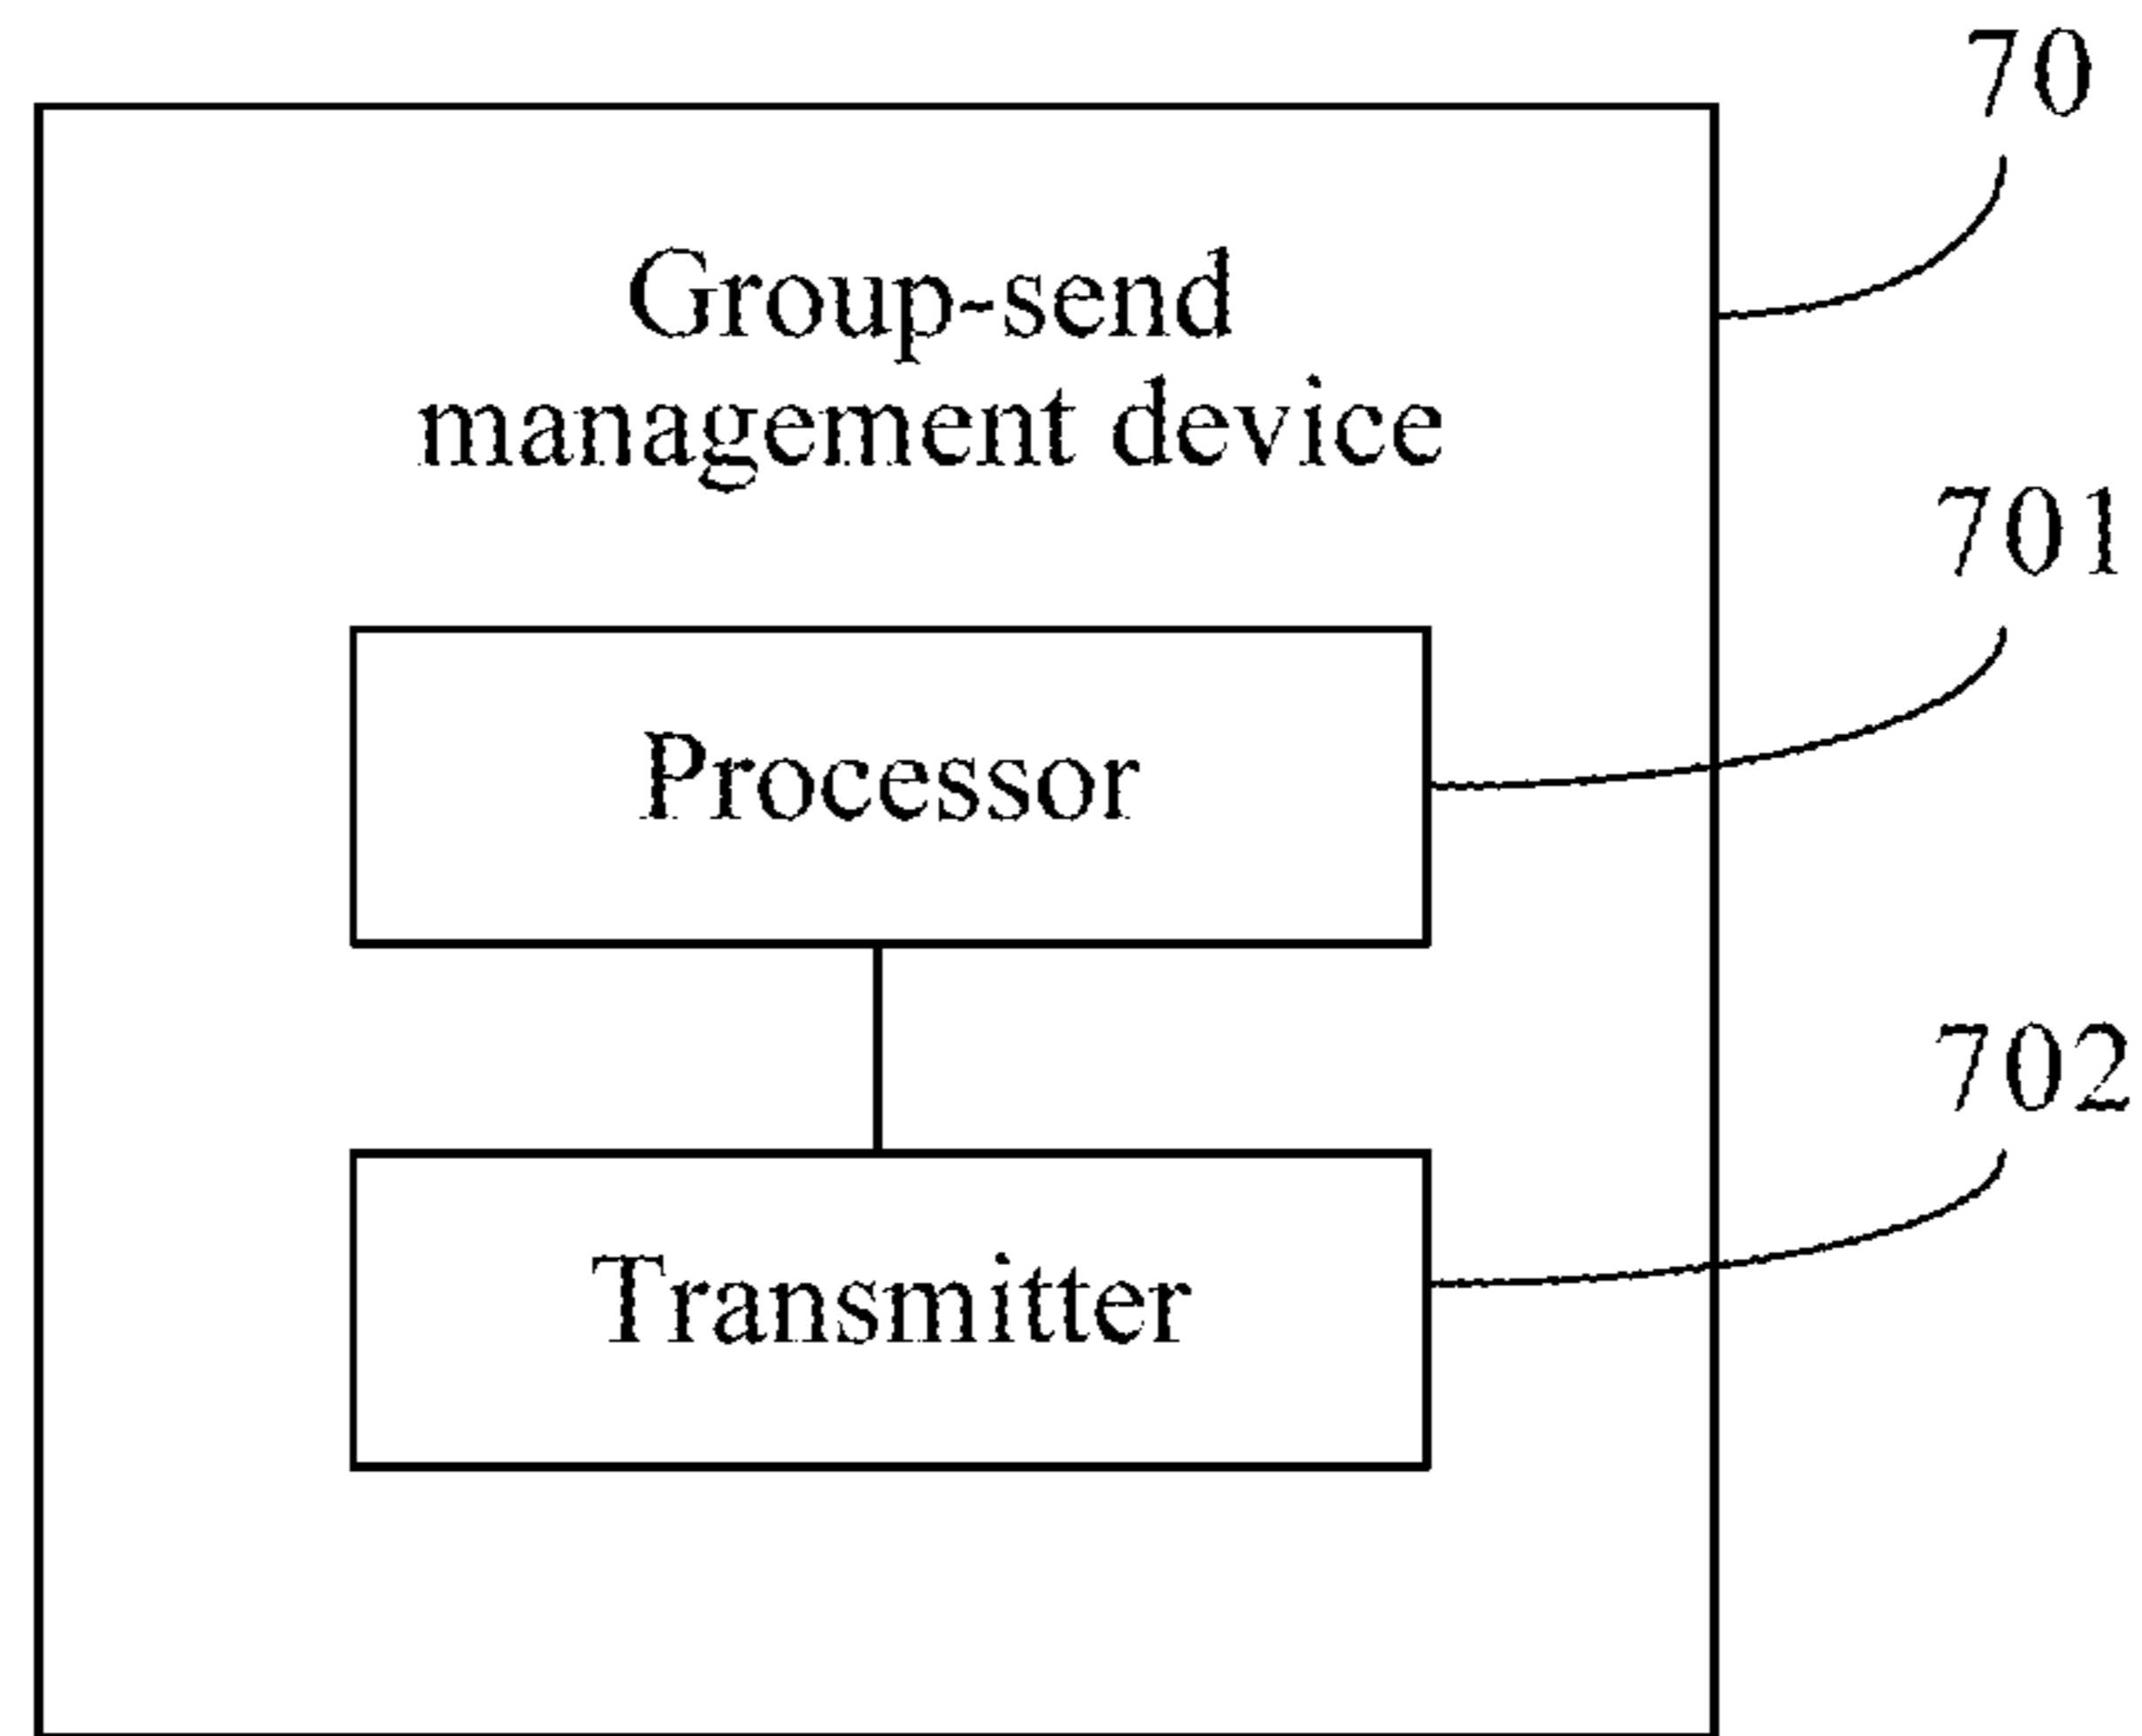 70
Group-send
management device
701
Processor
702
Transmitter